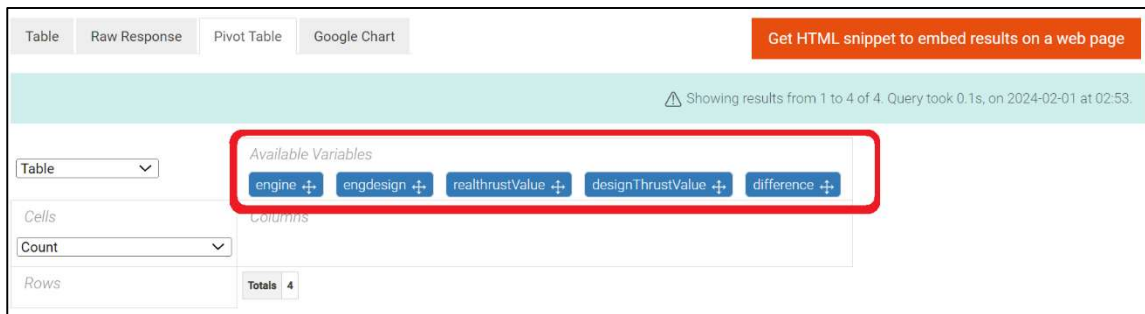 Table Raw Response Pivot Table Google Chart Get HTML snippet to embed results on a web page
Showing results from 1 to 4 of 4. Query took 0.1s, on 2024-02-01 at 02:53.
Available Variables
Table
engine engdesign realthrustValue designThrustValue difference
Cells Columns
Count
Rows Totals 4